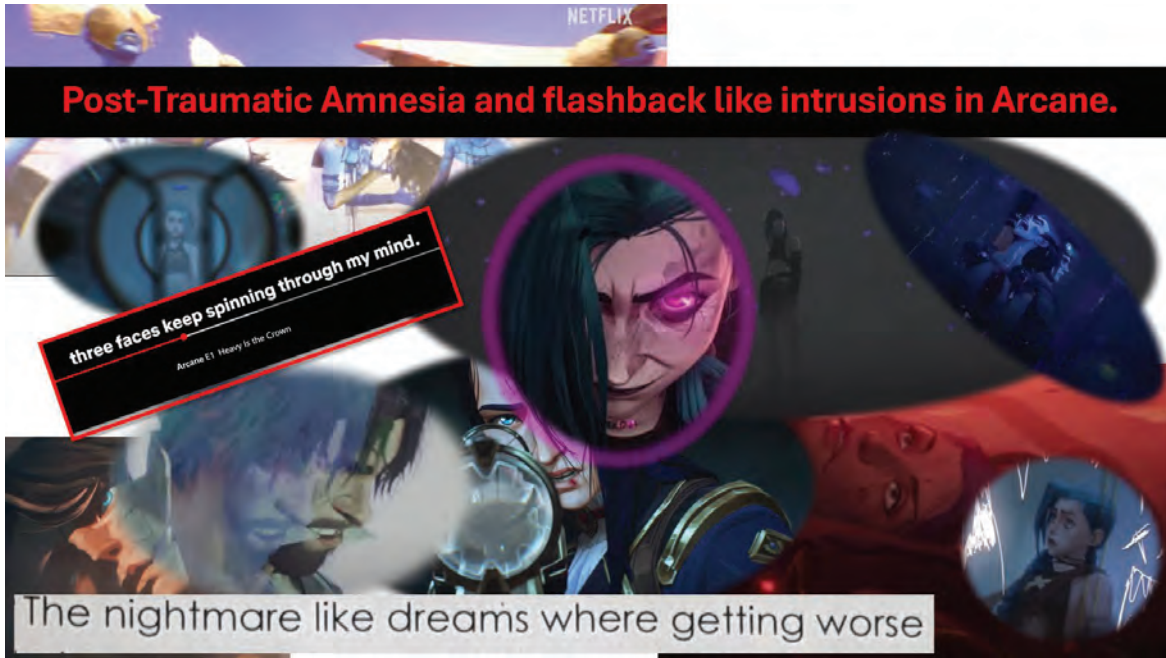 NETFLIX
Post-Traumatic Amnesia and flashback like intrusions in Arcane.
three faces keep spinning through my mind.
Arcane E1 Heavy Is the Crown
The nightmare like dreams where getting worse